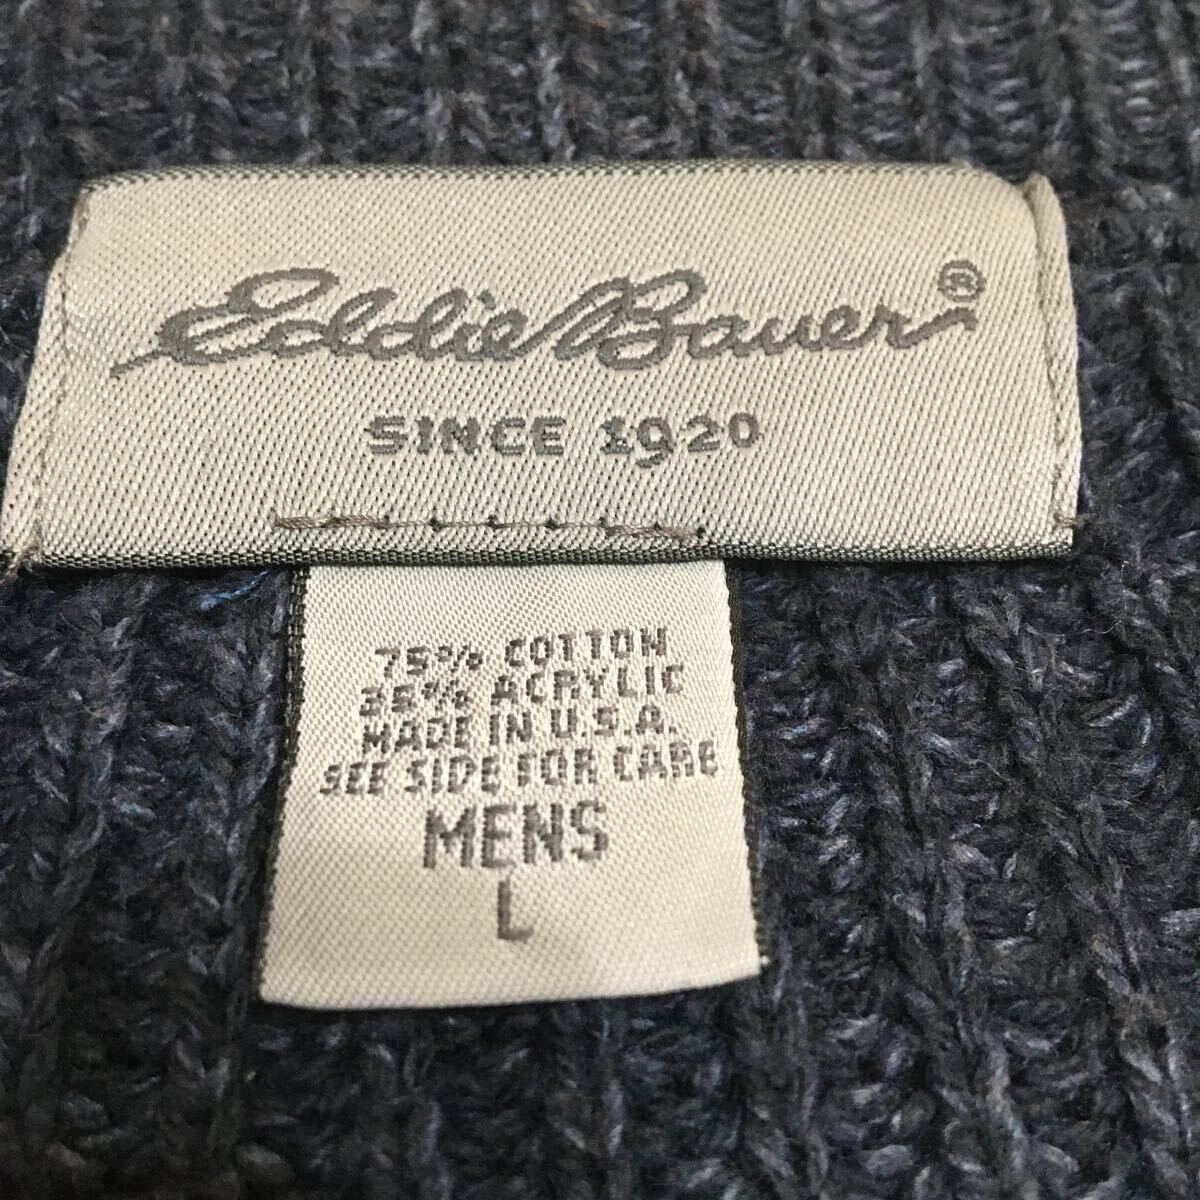 Eddie Bauer®
SINCE 1920
75% COTTON
25% ACRYLIC
MADE IN U.S.A.
SEE SIDE FOR CARE
MENS
L